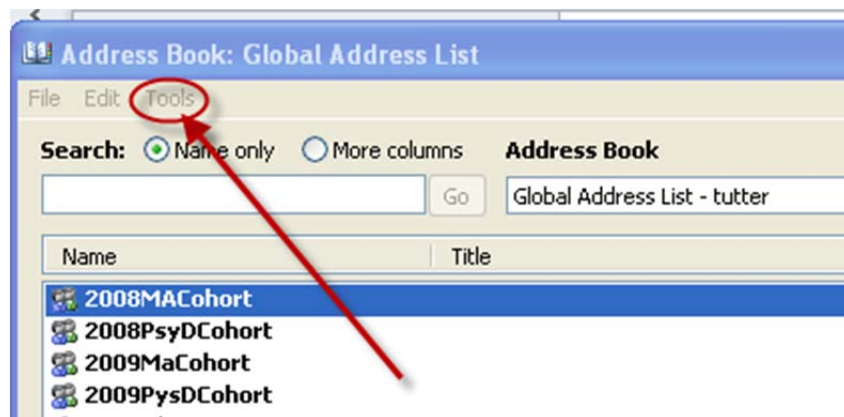 Address Book: Global Address List
File Edit Tools
Search: Name only More columns Address Book
Go Global Address List - tutter
Name Title
2008MACohort
2008PsyDCohort
2009MaCohort
2009PysDCohort